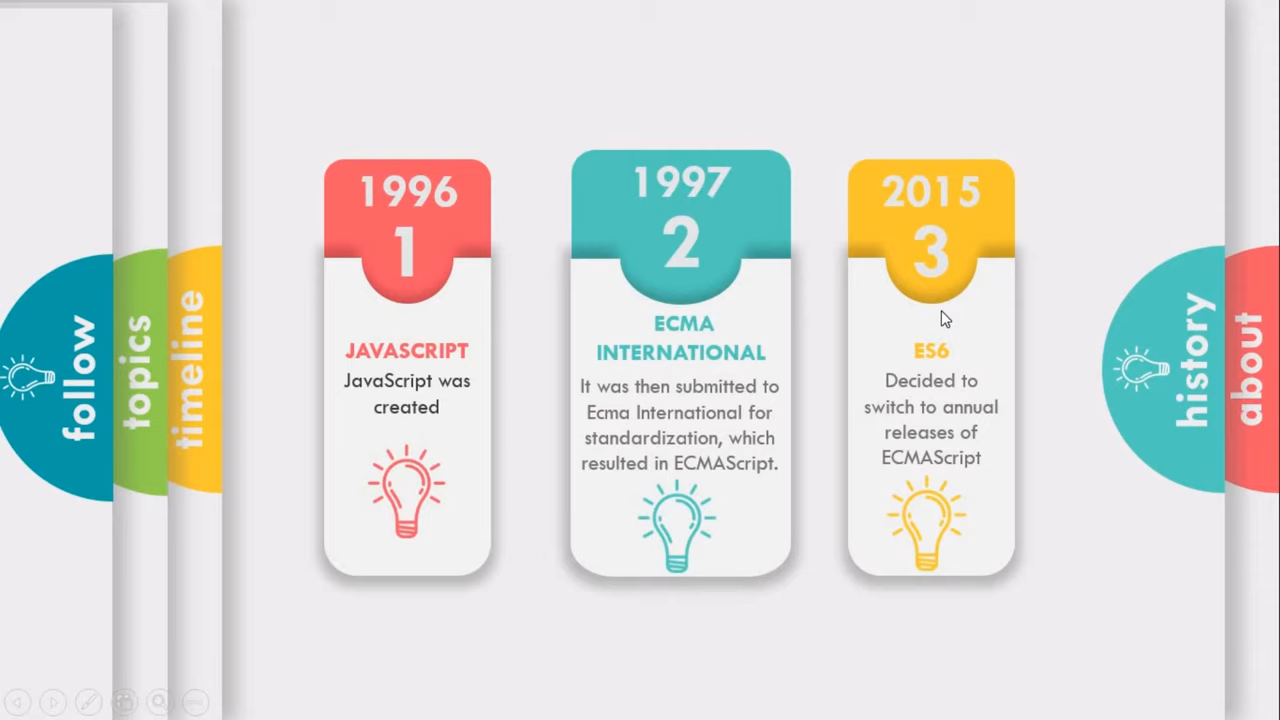 follow
topics
timeline
1996
1
JAVASCRIPT
JavaScript was
created
1997
2
ECMA
INTERNATIONAL
It was then submitted to
Ecma International for
standardization, which
resulted in ECMAScript.
2015
3
ES6
Decided to
switch to annual
releases of
ECMAScript
history
about